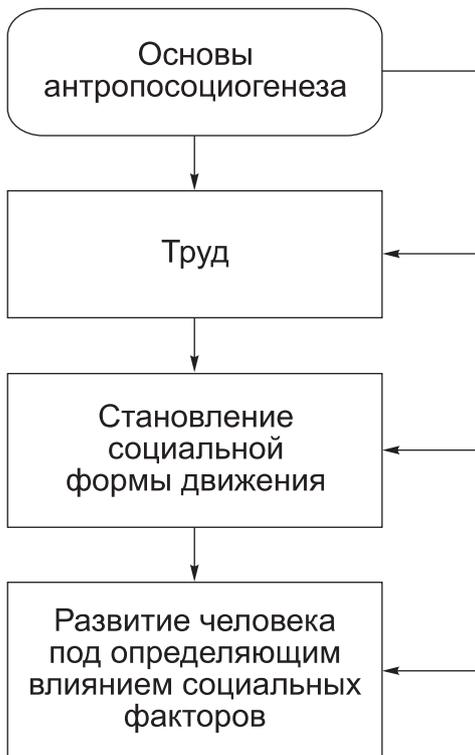 Основы
антропосоциогенеза
Труд
Становление
социальной
формы движения
Развитие человека
под определяющим
влиянием социальных
факторов